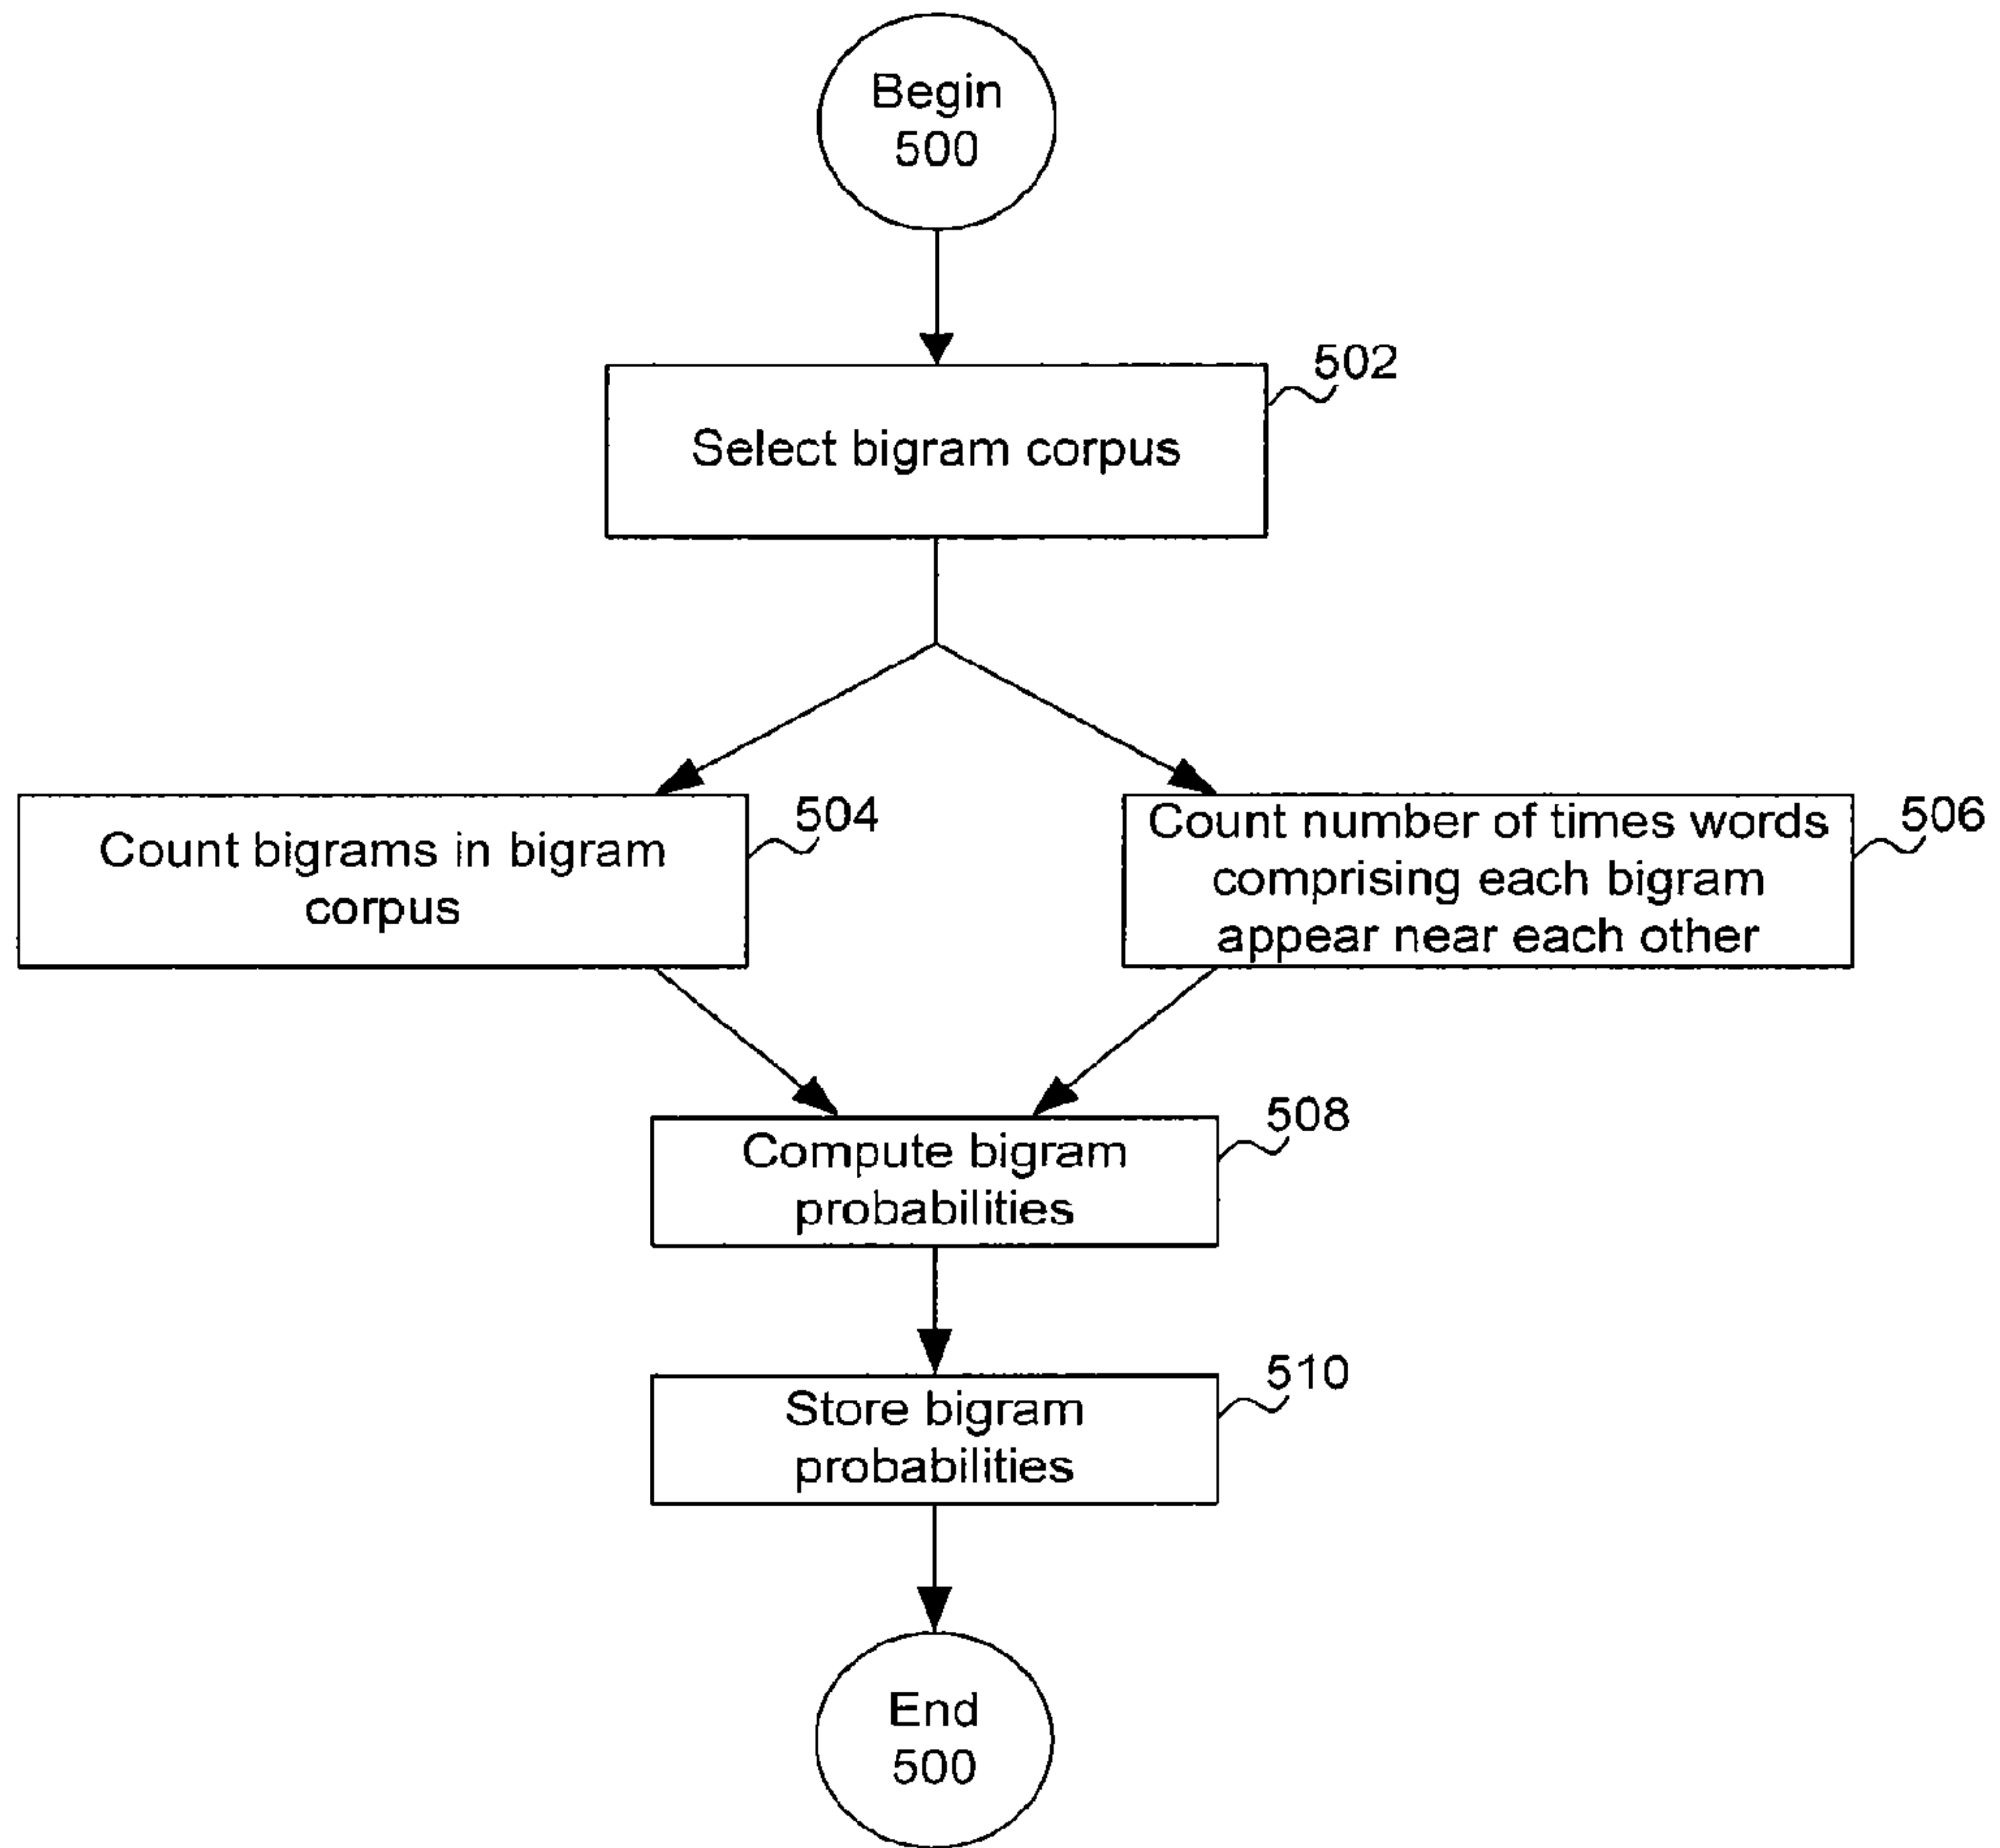 Begin
500
502
Select bigram corpus
504
Count bigrams in bigram
corpus
506
Count number of times words
comprising each bigram
appear near each other
508
Compute bigram
probabilities
510
Store bigram
probabilities
End
500